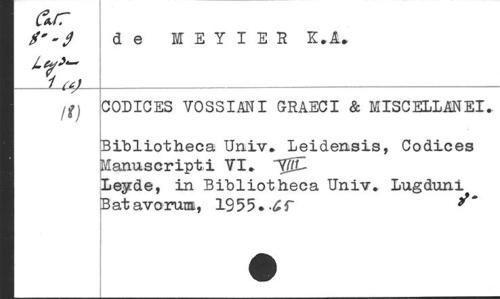 Cat.
8° - 9
Leyde
1 (6)
(8)
de MEYIER K.A.
CODICES VOSSIANI GRAECI & MISCELLANEI.
Bibliotheca Univ. Leidensis, Codices
Manuscripti VI. VIII
Leyde, in Bibliotheca Univ. Lugduni
Batavorum, 1955..65